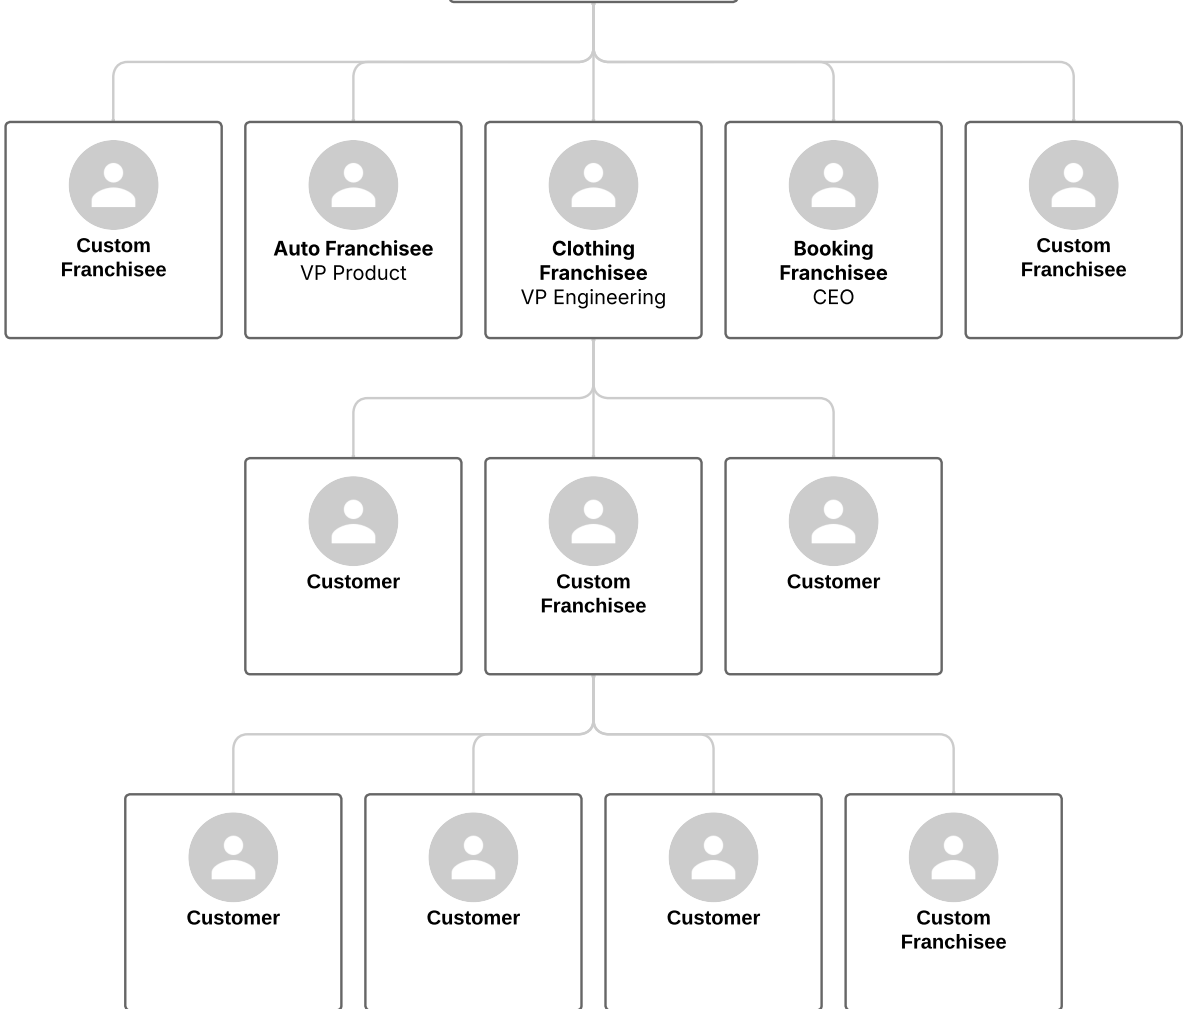 Custom
Franchisee
Auto Franchisee
VP Product
Clothing
Franchisee
VP Engineering
Booking
Franchisee
CEO
Custom
Franchisee
Customer
Custom
Franchisee
Customer
Customer
Customer
Customer
Custom
Franchisee